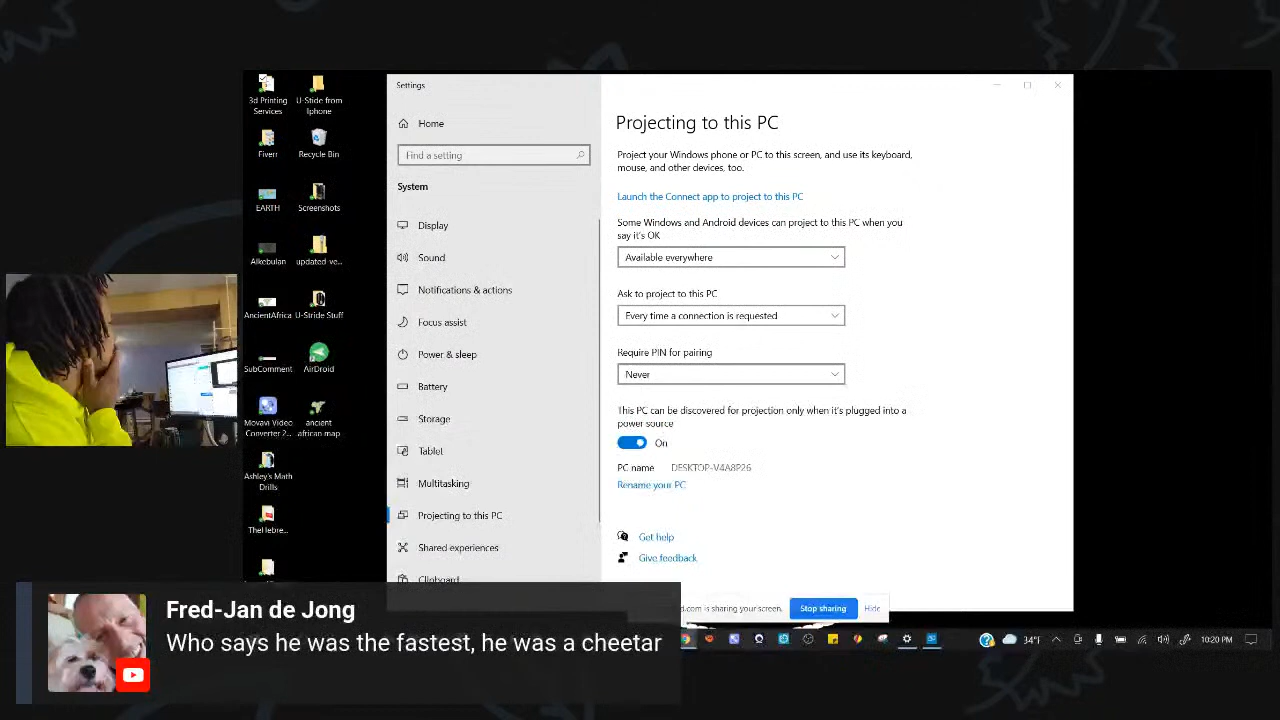 3d Printing
Services
U-Stide from
Iphone
Fiverr
Recycle Bin
EARTH
Screenshots
Alkebulan
updated-ve...
AncientAfrica
U-Stride Stuff
SubComment
AirDroid
Movavi Video
Converter 2...
ancient
african map
Ashley's Math
Drills
TheHebre...
Settings
Home
Find a setting
System
Display
Sound
Notifications & actions
Focus assist
Power & sleep
Battery
Storage
Tablet
Multitasking
Projecting to this PC
Shared experiences
Clipboard
Projecting to this PC
Project your Windows phone or PC to this screen, and use its keyboard,
mouse, and other devices, too.
Launch the Connect app to project to this PC
Some Windows and Android devices can project to this PC when you
say it's OK
Available everywhere
Ask to project to this PC
Every time a connection is requested
Require PIN for pairing
Never
This PC can be discovered for projection only when it's plugged into a
power source
On
PC name DESKTOP-V4A8P26
Rename your PC
Get help
Give feedback
d.com is sharing your screen.
Stop sharing
Hide
34°F
10:20 PM
Fred-Jan de Jong
Who says he was the fastest, he was a cheetar